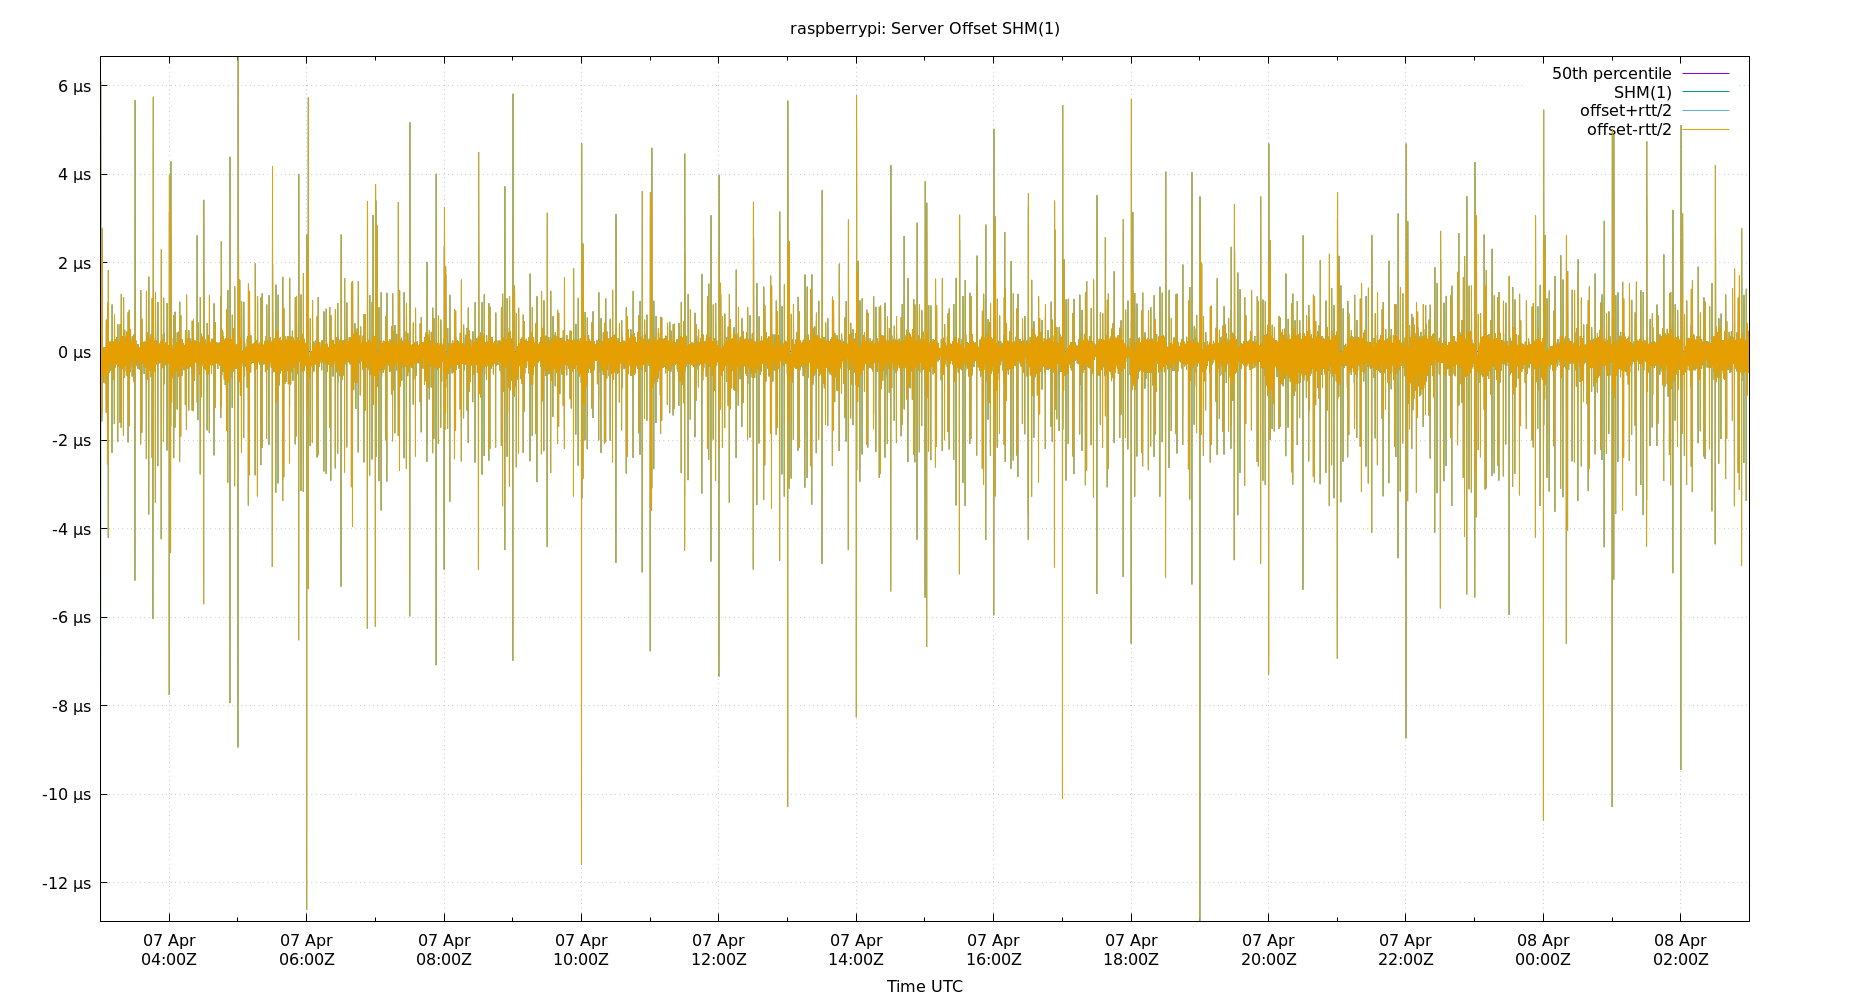 raspberrypi: Server Offset SHM(1)
50th percentile
SHM(1)
offset+rtt/2
offset-rtt/2
6 µs
4 µs
2 µs
0 µs
-2 µs
-4 µs
-6 µs
-8 µs
-10 µs
-12 µs
07 Apr 07 Apr 07 Apr 07 Apr 07 Apr 07 Apr 07 Apr 07 Apr 07 Apr 07 Apr 08 Apr 08 Apr
04:00Z 06:00Z 08:00Z 10:00Z 12:00Z 14:00Z 16:00Z 18:00Z 20:00Z 22:00Z 00:00Z 02:00Z
Time UTC